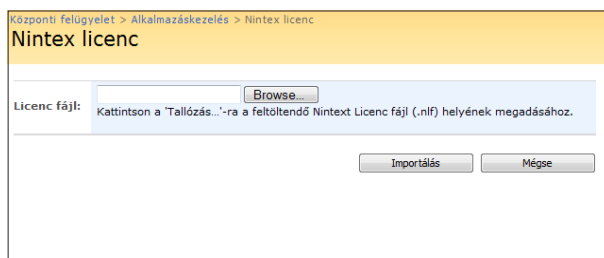 Központi felügyelet > Alkalmazáskezelés > Nintex licenc
Nintex licenc
Licenc fájl:
Browse...
Kattintson a 'Tallózás...'-ra a feltöltendő Nintext Licenc fájl (.nlf) helyének megadásához.
Importálás Mégse